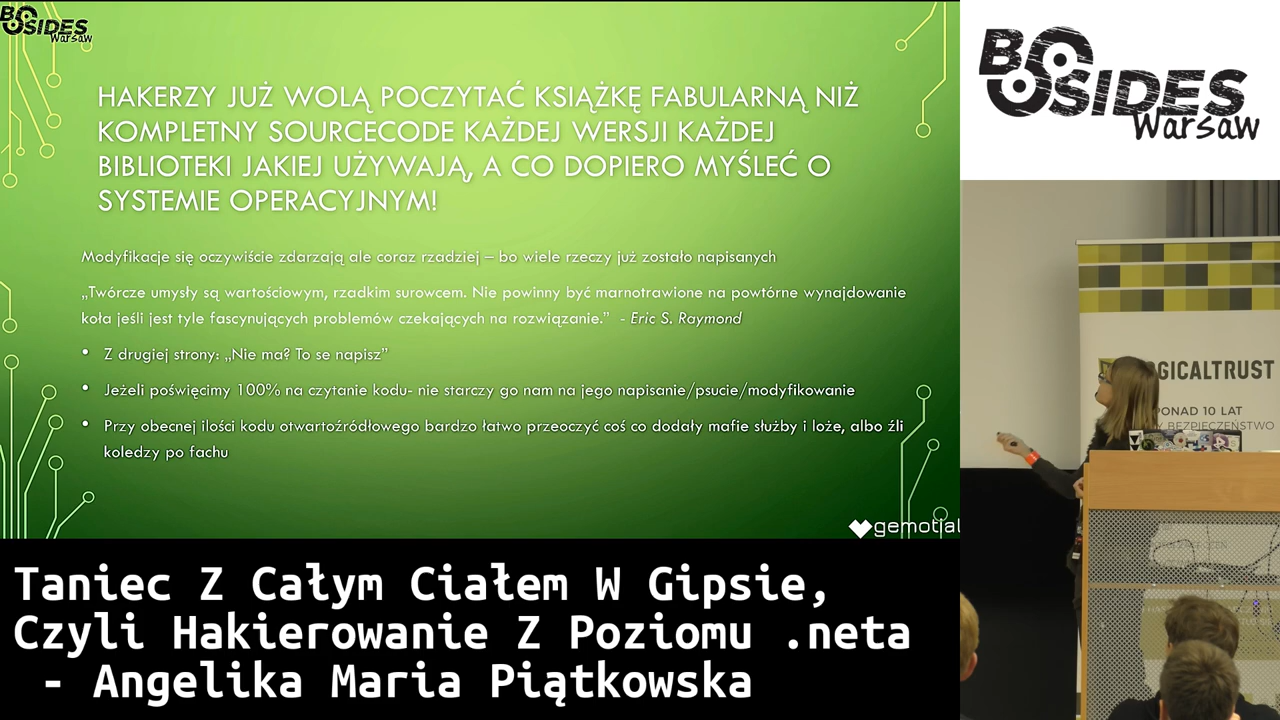 BSIDES
Warsaw
HAKERZY JUŻ WOLĄ POCZYTAĆ KSIĄŻKĘ FABULARNĄ NIŻ
KOMPLETNY SOURCECODE KAŻDEJ WERSJI KAŻDEJ
BIBLIOTEKI JAKIEJ UŻYWAJĄ, A CO DOPIERO MYŚLEĆ O
SYSTEMIE OPERACYJNYM!
Modyfikacje się oczywiście zdarzają ale coraz rzadziej – bo wiele rzeczy już zostało napisanych
„Twórcze umysły są wartościowym, rzadkim surowcem. Nie powinny być marnotrawione na powtórne wynajdowanie
koła jeśli jest tyle fascynujących problemów czekających na rozwiązanie.” - Eric S. Raymond
• Z drugiej strony: „Nie ma? To se napisz”
• Jeżeli poświęcimy 100% na czytanie kodu- nie starczy go nam na jego napisanie/psucie/modyfikowanie
• Przy obecnej ilości kodu otwartoźródłowego bardzo łatwo przeoczyć coś co dodały mafie służby i loże, albo źli
koledzy po fachu
gemotial
Taniec Z Całym Ciałem W Gipsie,
Czyli Hakierowanie Z Poziomu .neta
- Angelika Maria Piątkowska
BSIDES
Warsaw
OGICALTRUST
PONAD 10 LAT
BEZPIECZEŃSTWO